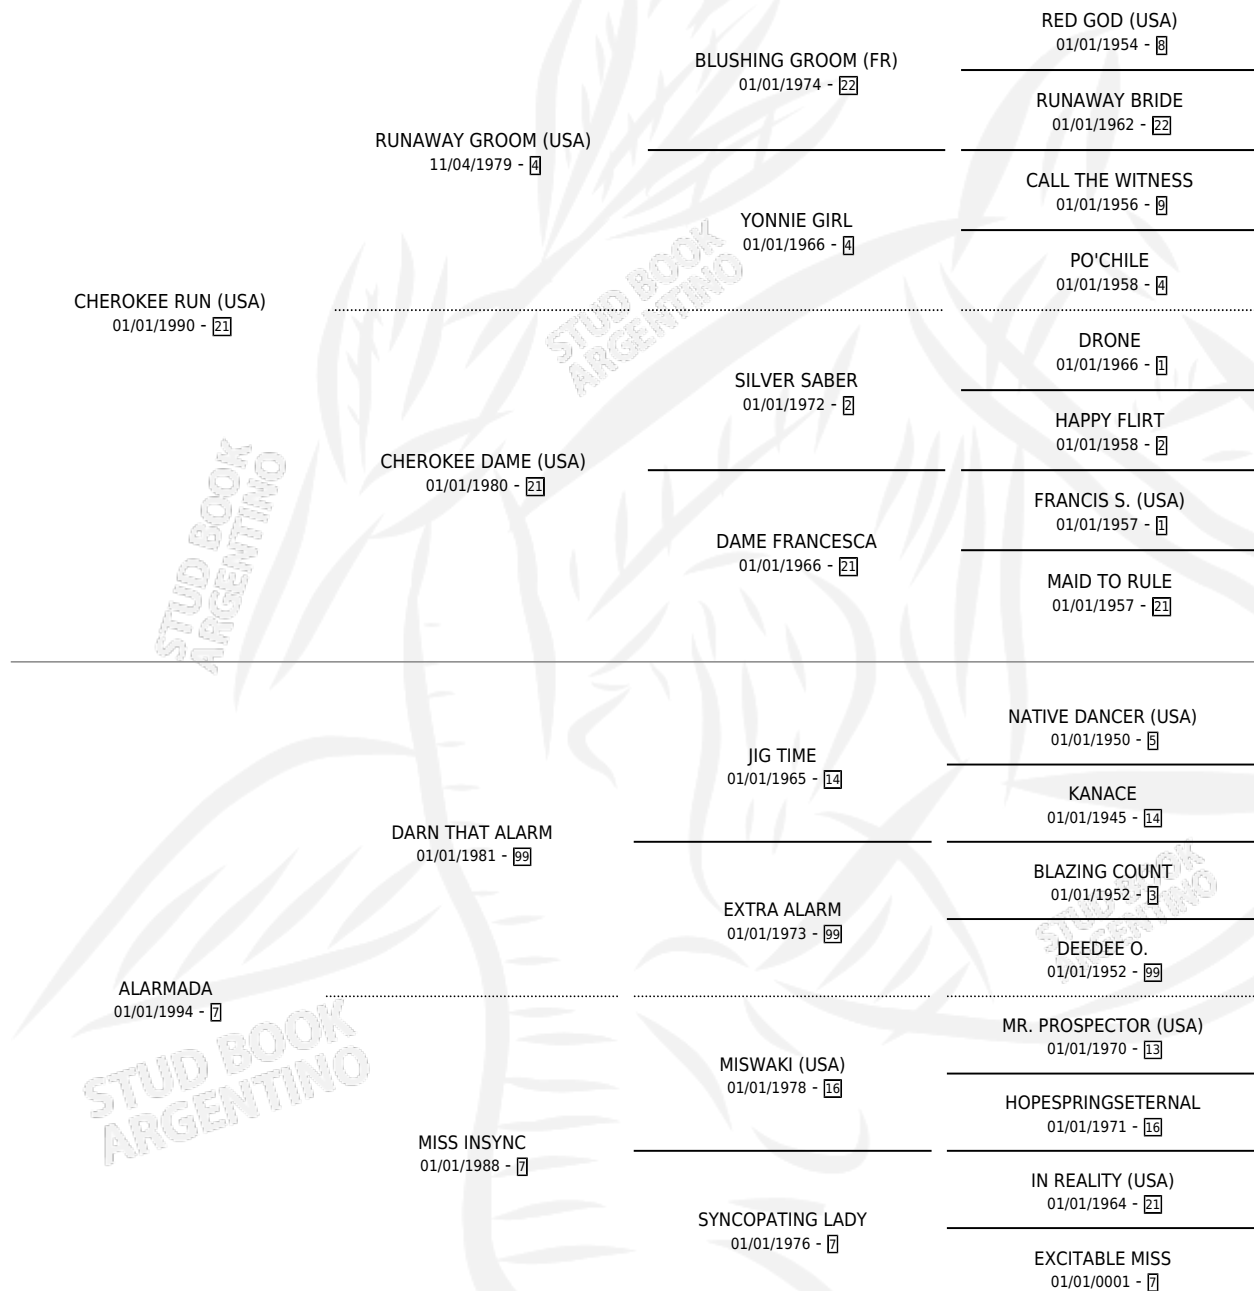 RED GOD (USA)
01/01/1954 - 8
BLUSHING GROOM (FR)
01/01/1974 - 22
RUNAWAY BRIDE
01/01/1962 - 22
RUNAWAY GROOM (USA)
11/04/1979 - 4
CALL THE WITNESS
01/01/1956 - 9
YONNIE GIRL
01/01/1966 - 4
PO'CHILE
01/01/1958 - 4
CHEROKEE RUN (USA)
01/01/1990 - 21
DRONE
01/01/1966 - 1
SILVER SABER
01/01/1972 - 2
HAPPY FLIRT
01/01/1958 - 2
CHEROKEE DAME (USA)
01/01/1980 - 21
FRANCIS S. (USA)
01/01/1957 - 1
DAME FRANCESCA
01/01/1966 - 21
MAID TO RULE
01/01/1957 - 21
STUD BOOK
ARGENTINO
STUD BOOK
ARGENTINO
NATIVE DANCER (USA)
01/01/1950 - 5
JIG TIME
01/01/1965 - 14
KANACE
01/01/1945 - 14
DARN THAT ALARM
01/01/1981 - 99
BLAZING COUNT
01/01/1952 - 3
EXTRA ALARM
01/01/1973 - 99
DEEDEE O.
01/01/1952 - 99
STUD BOOK
ARGENTINO
ALARMADA
01/01/1994 - 7
MR. PROSPECTOR (USA)
01/01/1970 - 13
MISWAKI (USA)
01/01/1978 - 16
HOPESPRINGSETERNAL
01/01/1971 - 16
MISS INSYNC
01/01/1988 - 7
IN REALITY (USA)
01/01/1964 - 21
SYNCOPATING LADY
01/01/1976 - 7
EXCITABLE MISS
01/01/0001 - 7
STUD BOOK
ARGENTINO